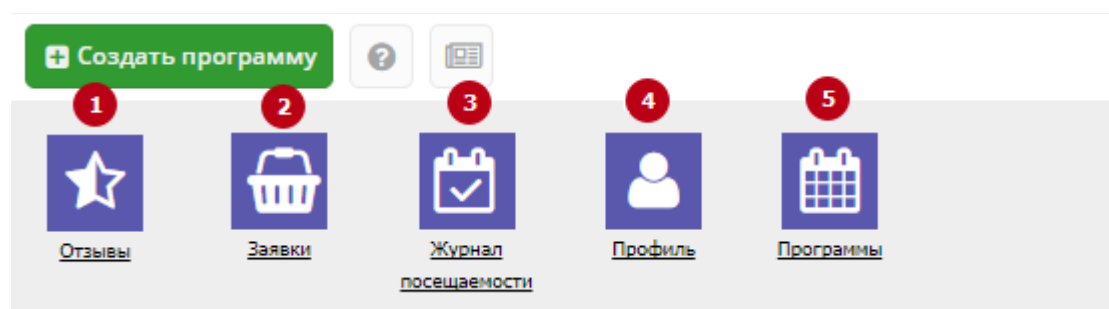 Создать программу
1 2 3 4 5
Отзывы Заявки Журнал Профиль Программы
посещаемости